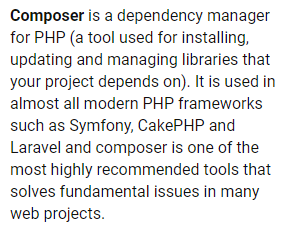 Composer is a dependency manager
for PHP (a tool used for installing,
updating and managing libraries that
your project depends on). It is used in
almost all modern PHP frameworks
such as Symfony, CakePHP and
Laravel and composer is one of the
most highly recommended tools that
solves fundamental issues in many
web projects.